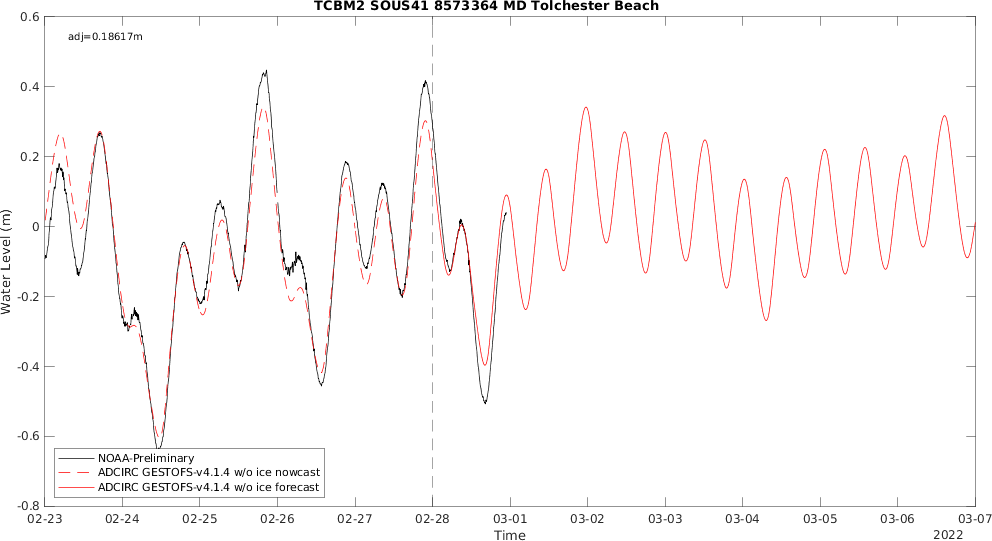 TCBM2 SOUS41 8573364 MD Tolchester Beach
adj=0.18617m
0.6
0.4
0.2
0
-0.2
-0.4
-0.6
-0.8
Water Level (m)
NOAA-Preliminary
ADCIRC GESTOFS-v4.1.4 w/o ice nowcast
ADCIRC GESTOFS-v4.1.4 w/o ice forecast
02-23 02-24 02-25 02-26 02-27 02-28 03-01 03-02 03-03 03-04 03-05 03-06 03-07
Time
2022